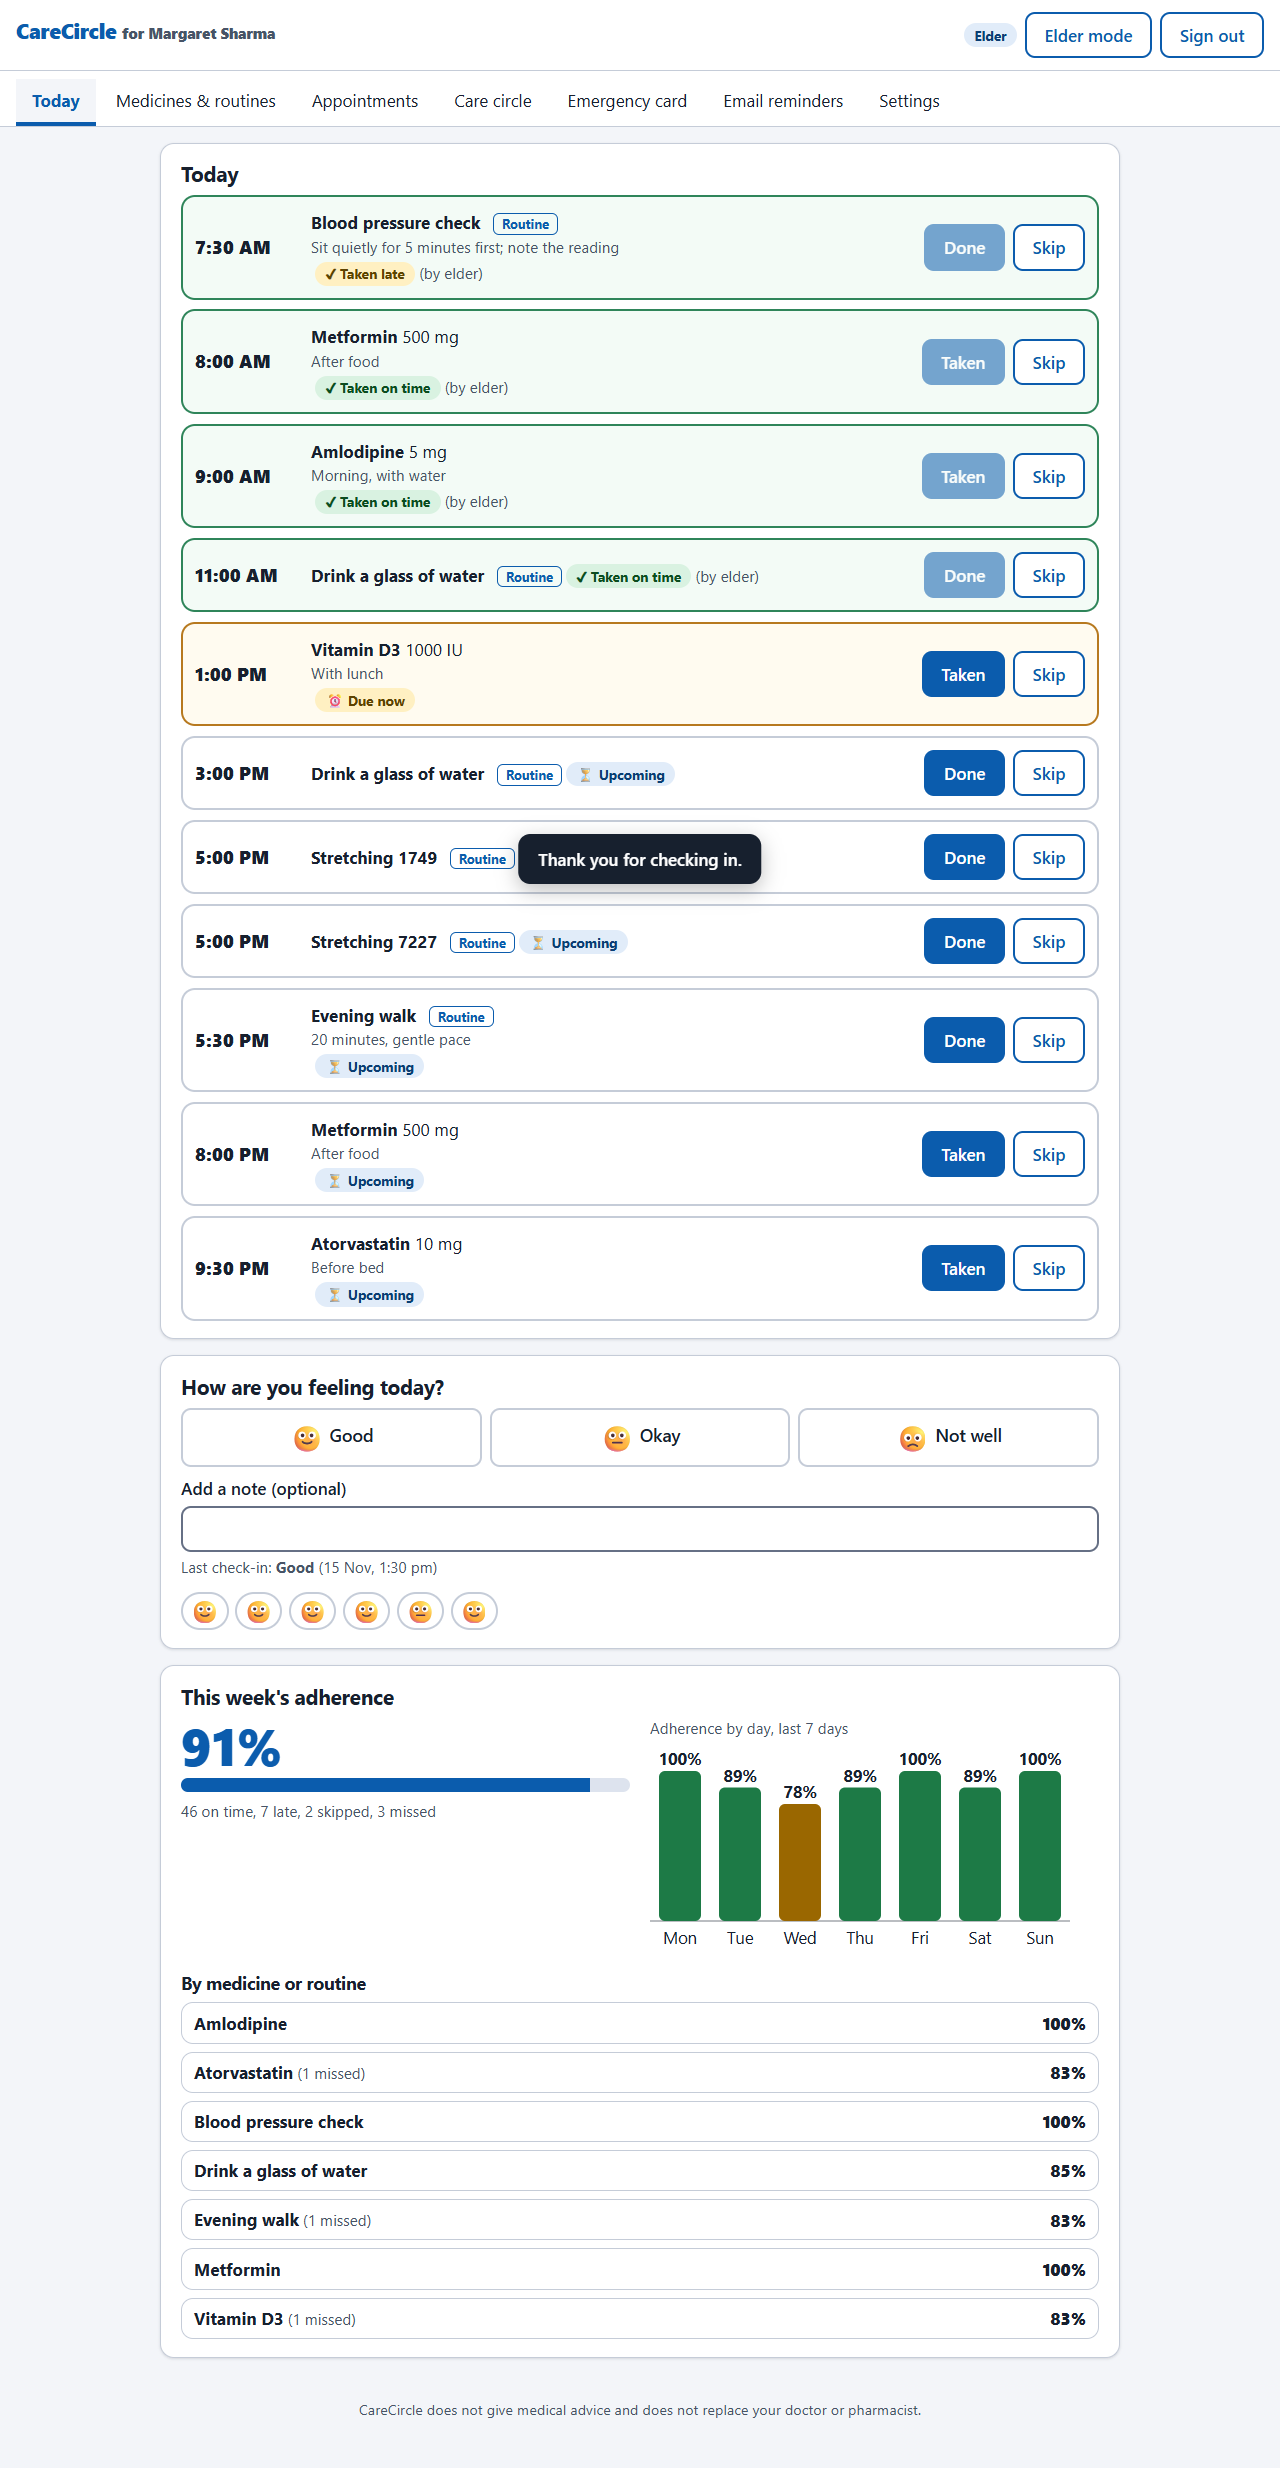 CareCircle for Margaret Sharma
Elder
Elder mode
Sign out
Today
Medicines & routines
Appointments
Care circle
Emergency card
Email reminders
Settings
Today
7:30 AM
Blood pressure check Routine
Sit quietly for 5 minutes first; note the reading
✓ Taken late (by elder)
Done
Skip
8:00 AM
Metformin 500 mg
After food
✓ Taken on time (by elder)
Taken
Skip
9:00 AM
Amlodipine 5 mg
Morning, with water
✓ Taken on time (by elder)
Taken
Skip
11:00 AM
Drink a glass of water Routine ✓ Taken on time (by elder)
Done
Skip
1:00 PM
Vitamin D3 1000 IU
With lunch
Due now
Taken
Skip
3:00 PM
Drink a glass of water Routine Upcoming
Done
Skip
5:00 PM
Stretching 1749 Routine
Thank you for checking in.
Done
Skip
5:00 PM
Stretching 7227 Routine Upcoming
Done
Skip
5:30 PM
Evening walk Routine
20 minutes, gentle pace
Upcoming
Done
Skip
8:00 PM
Metformin 500 mg
After food
Upcoming
Taken
Skip
9:30 PM
Atorvastatin 10 mg
Before bed
Upcoming
Taken
Skip
How are you feeling today?
Good
Okay
Not well
Add a note (optional)
Last check-in: Good (15 Nov, 1:30 pm)
This week's adherence
91%
46 on time, 7 late, 2 skipped, 3 missed
Adherence by day, last 7 days
100% 89% 78% 89% 100% 89% 100%
Mon Tue Wed Thu Fri Sat Sun
By medicine or routine
Amlodipine 100%
Atorvastatin (1 missed) 83%
Blood pressure check 100%
Drink a glass of water 85%
Evening walk (1 missed) 83%
Metformin 100%
Vitamin D3 (1 missed) 83%
CareCircle does not give medical advice and does not replace your doctor or pharmacist.